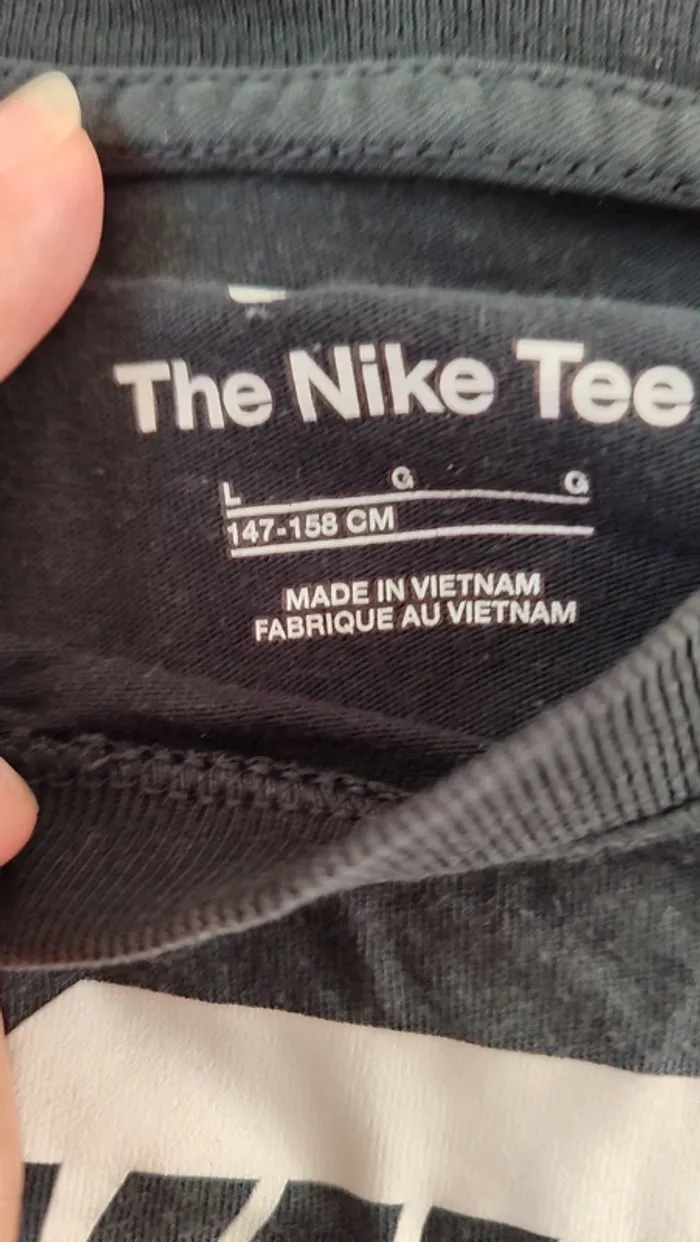 The Nike Tee
L G G
147-158 CM
MADE IN VIETNAM
FABRIQUE AU VIETNAM